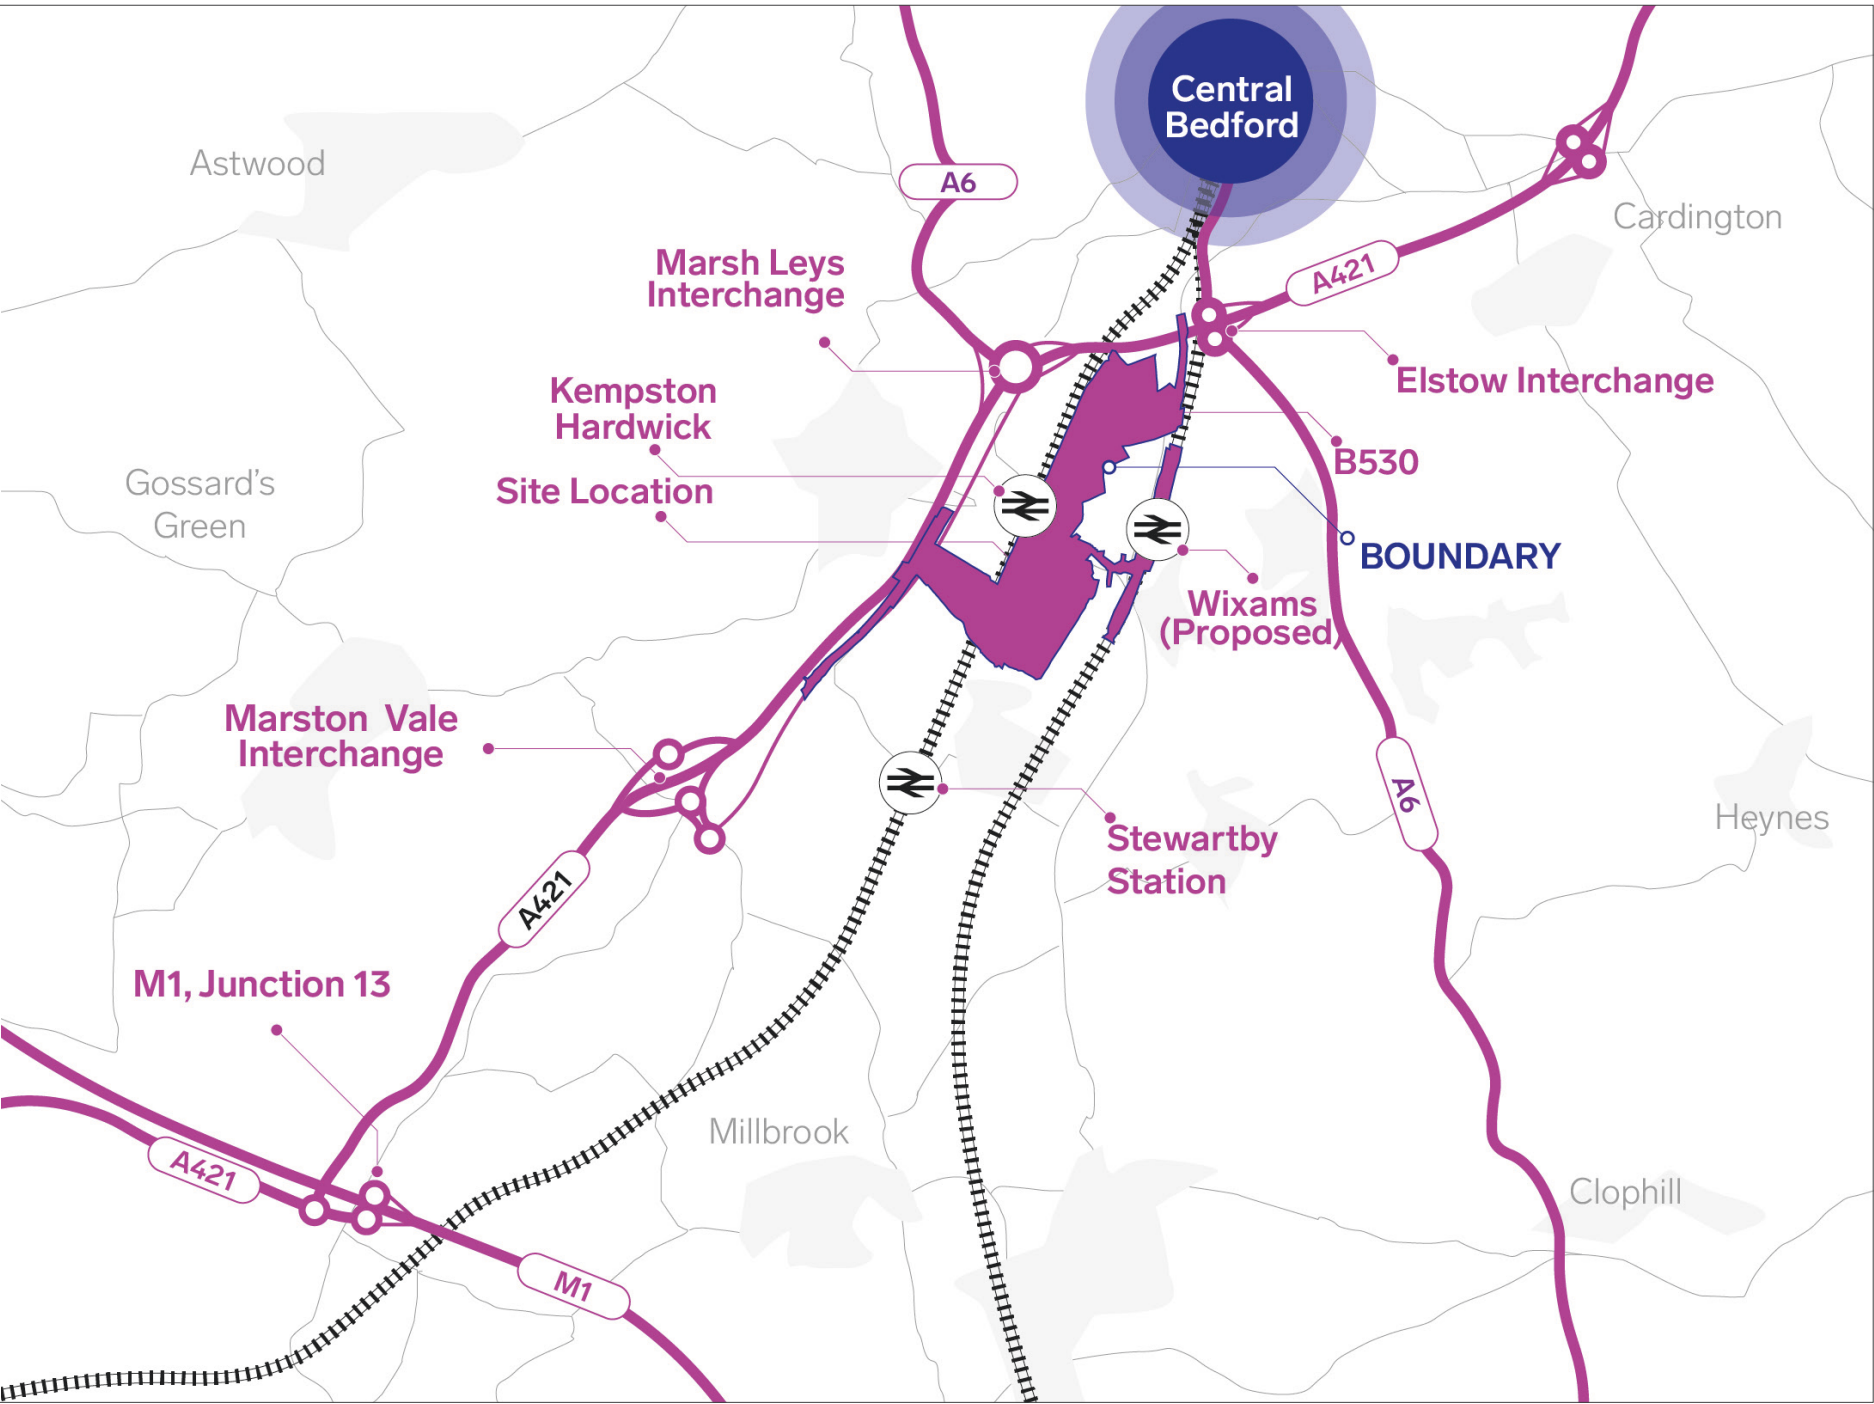 Central
Bedford
Astwood
A6
Cardington
Marsh Leys
Interchange
A421
Kempston
Hardwick
Elstow Interchange
B530
Site Location
Gossard's
Green
BOUNDARY
Wixams
(Proposed)
Marston Vale
Interchange
A6
Heynes
Stewartby
Station
A421
M1, Junction 13
Millbrook
A421
Clophill
M1